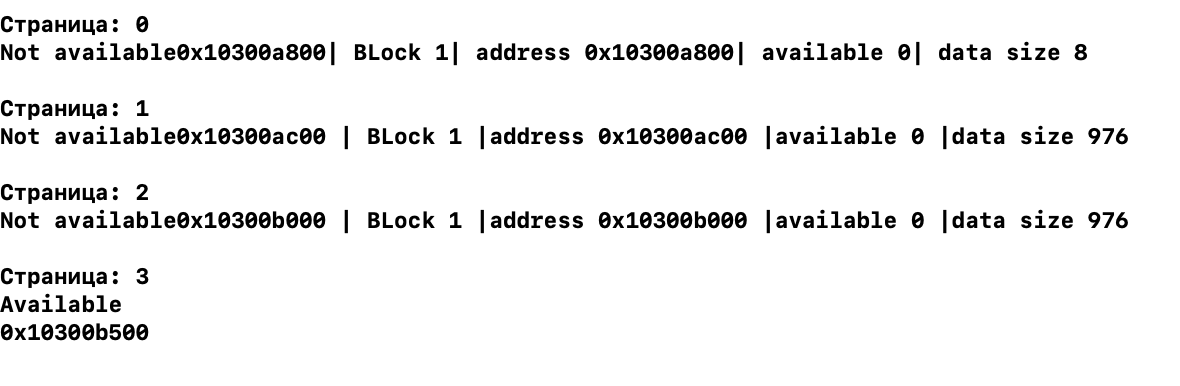 Страница: 0
Not available0x10300a800| BLock 1| address 0x10300a800| available 0| data size 8
Страница: 1
Not available0x10300ac00 | BLock 1 |address 0x10300ac00 |available 0 |data size 976
Страница: 2
Not available0x10300b000 | BLock 1 |address 0x10300b000 |available 0 |data size 976
Страница: 3
Available
0x10300b500